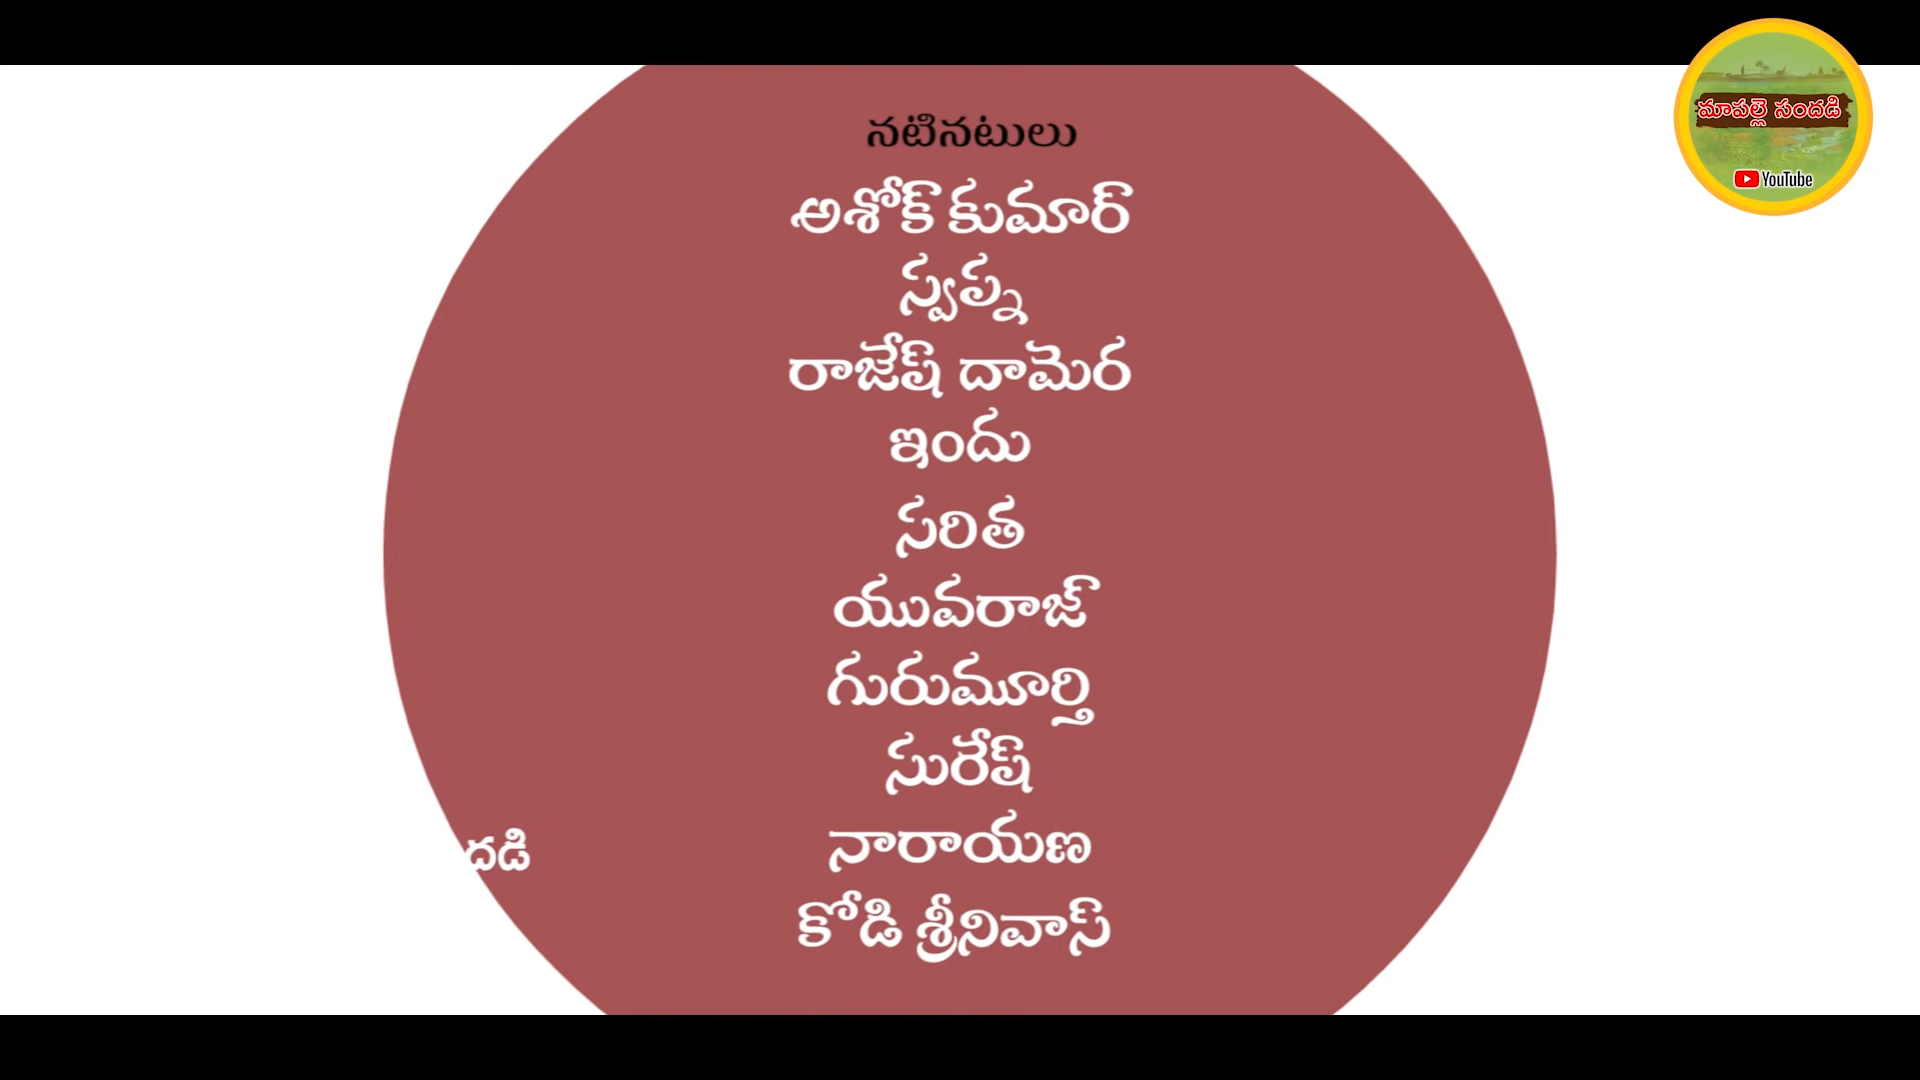 మాపల్లె సందడి
YouTube
నటినటులు
అశోక్ కుమార్
స్వప్న
రాజేష్ దామెర
ఇందు
సరిత
యువరాజ్
గురుమూర్తి
సురేష్
నారాయణ
దడి
కోడి శ్రీనివాస్